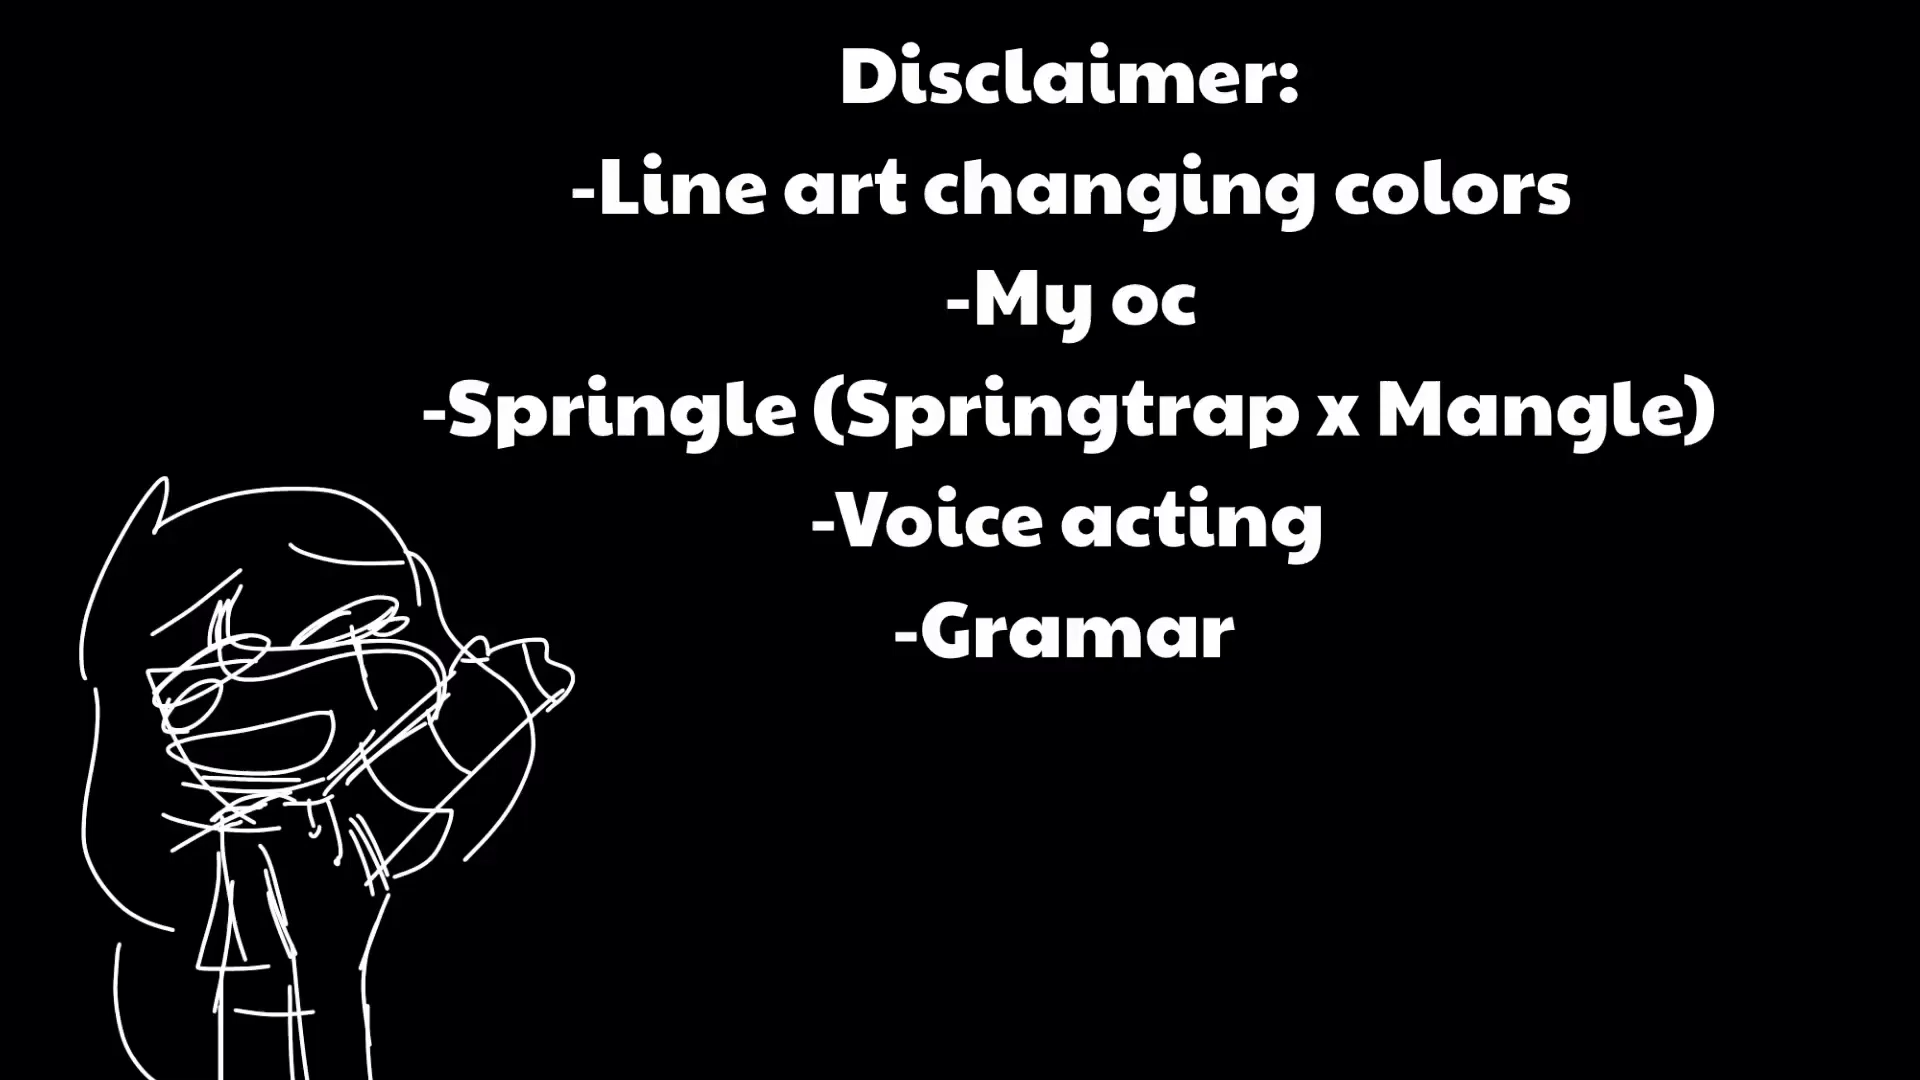 Disclaimer:
-Line art changing colors
-My oc
-Springle (Springtrap x Mangle)
-Voice acting
-Gramar